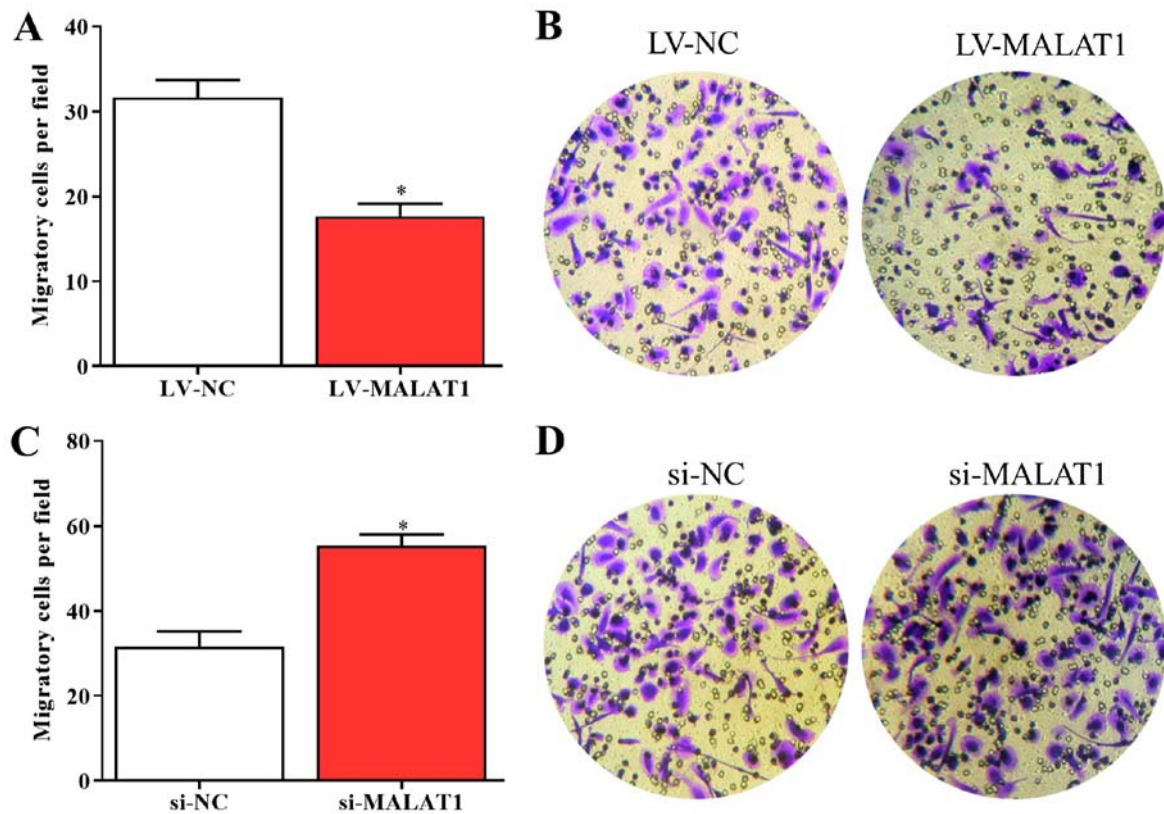 A
Migratory cells per field
40
30
20
10
0
*
LV-NC
LV-MALAT1
B
LV-NC
LV-MALAT1
C
Migratory cells per field
80
60
40
20
0
*
si-NC
si-MALAT1
D
si-NC
si-MALAT1